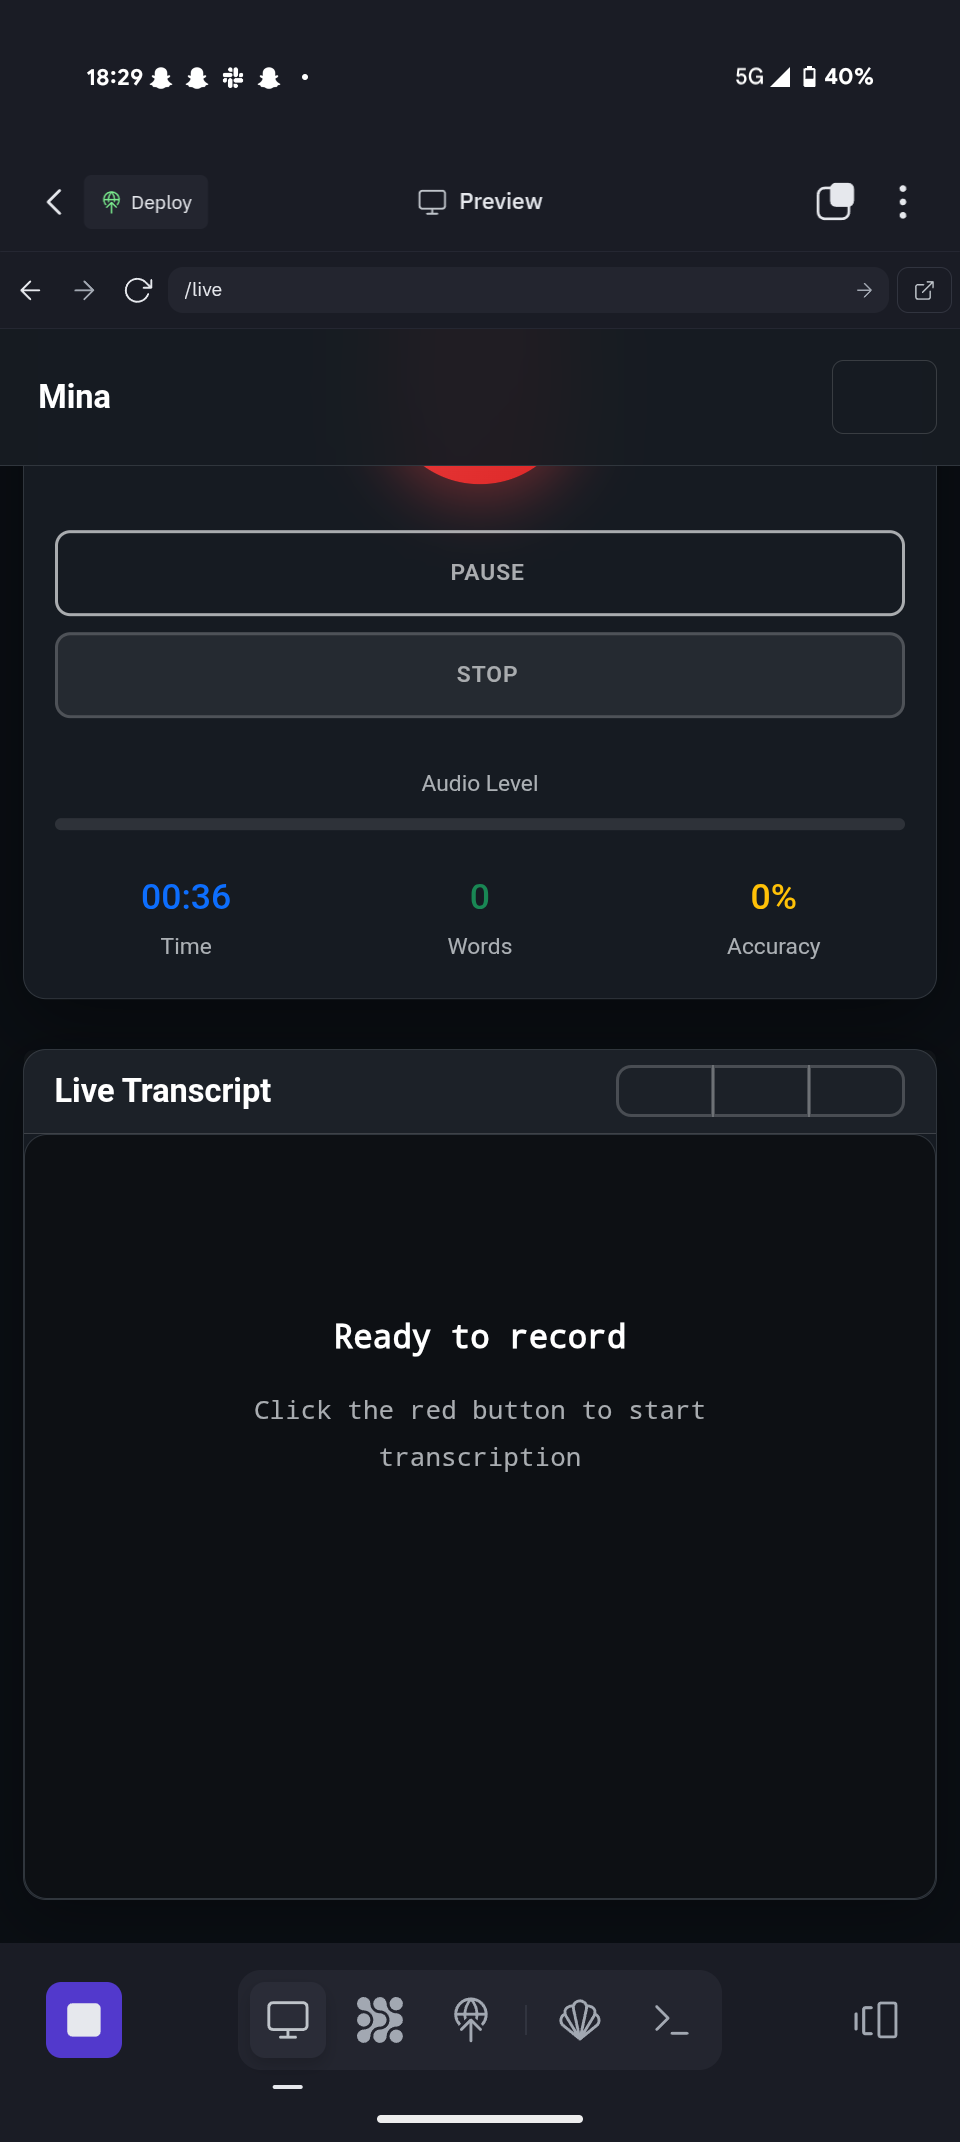 18:29
5G 40%
Deploy
Preview
/live
Mina
PAUSE
STOP
Audio Level
00:36 0 0%
Time Words Accuracy
Live Transcript
Ready to record
Click the red button to start
transcription